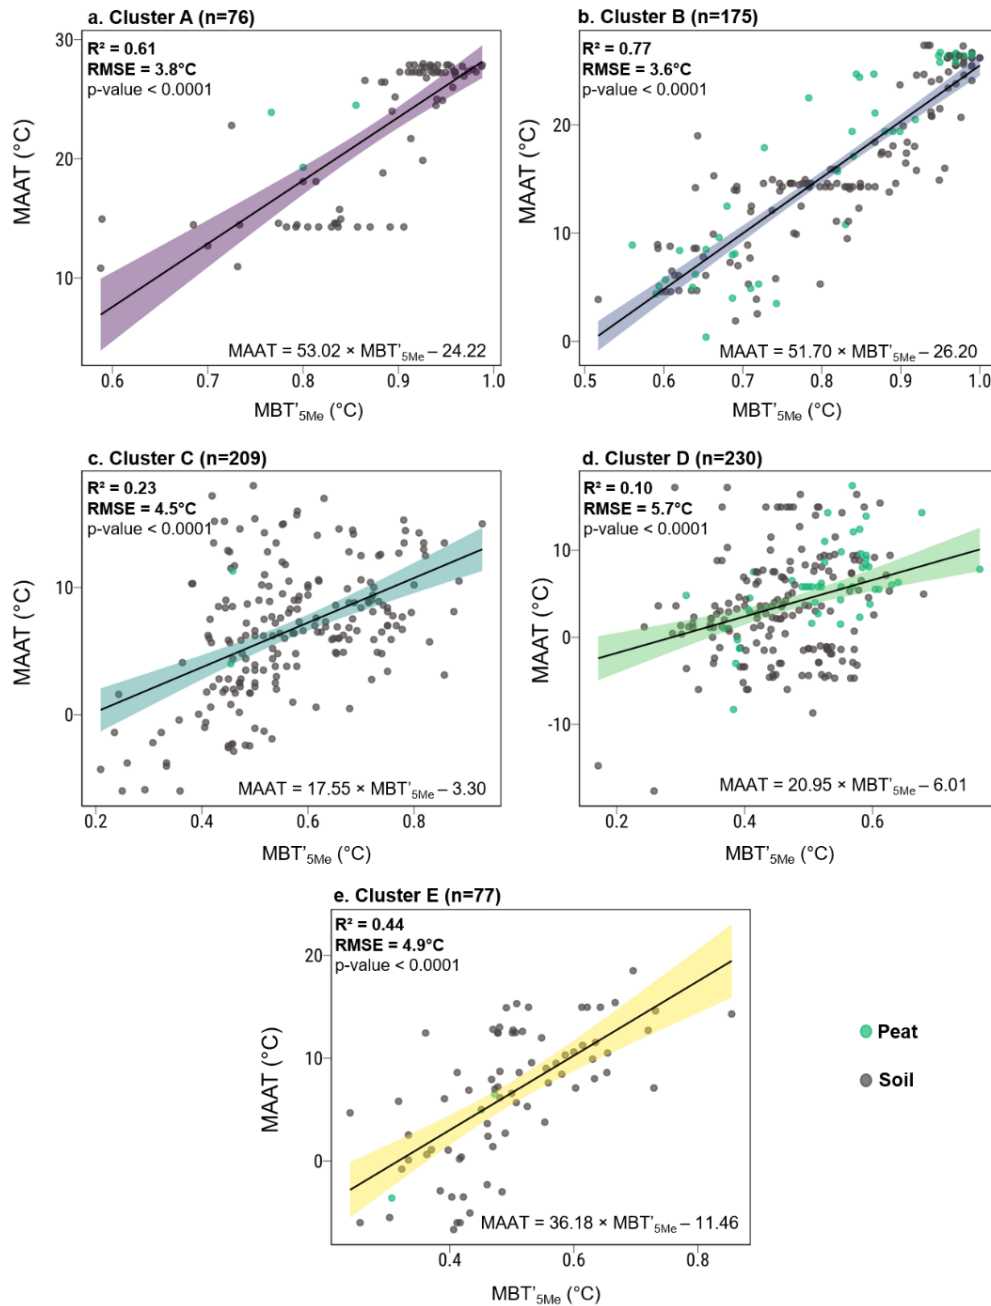 a. Cluster A (n=76)
R² = 0.61
RMSE = 3.8°C
p-value < 0.0001
30
20
10
MAAT (°C)
MAAT = 53.02 × MBT'5Me – 24.22
0.6 0.7 0.8 0.9 1.0
MBT'5Me (°C)
b. Cluster B (n=175)
R² = 0.77
RMSE = 3.6°C
p-value < 0.0001
20
10
0
MAAT (°C)
MAAT = 51.70 × MBT'5Me – 26.20
0.5 0.6 0.7 0.8 0.9 1.0
MBT'5Me (°C)
c. Cluster C (n=209)
R² = 0.23
RMSE = 4.5°C
p-value < 0.0001
10
0
MAAT (°C)
MAAT = 17.55 × MBT'5Me – 3.30
0.2 0.4 0.6 0.8
MBT'5Me (°C)
d. Cluster D (n=230)
R² = 0.10
RMSE = 5.7°C
p-value < 0.0001
10
0
-10
MAAT (°C)
MAAT = 20.95 × MBT'5Me – 6.01
0.2 0.4 0.6
MBT'5Me (°C)
e. Cluster E (n=77)
R² = 0.44
RMSE = 4.9°C
p-value < 0.0001
20
10
0
MAAT (°C)
MAAT = 36.18 × MBT'5Me – 11.46
0.4 0.6 0.8
MBT'5Me (°C)
Peat
Soil